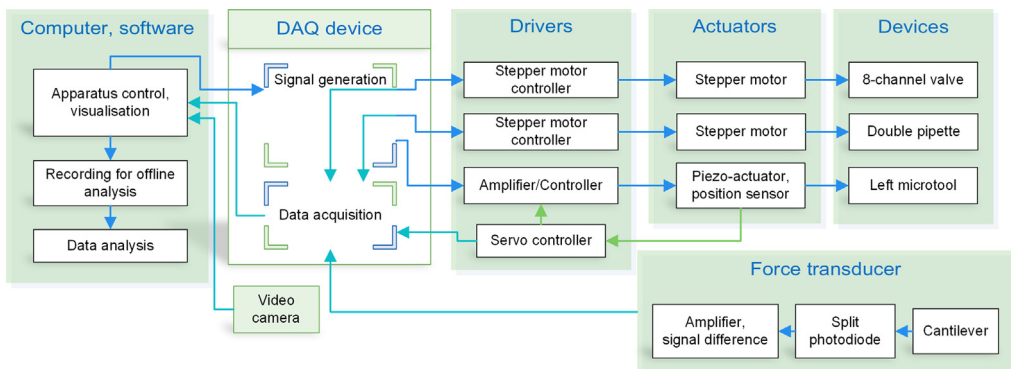 Computer, software
Apparatus control,
visualisation
Recording for offline
analysis
Data analysis
DAQ device
Signal generation
Data acquisition
Video
camera
Drivers
Stepper motor
controller
Stepper motor
controller
Amplifier/Controller
Servo controller
Actuators
Stepper motor
Stepper motor
Piezo-actuator,
position sensor
Devices
8-channel valve
Double pipette
Left microtool
Force transducer
Amplifier,
signal difference
Split
photodiode
Cantilever